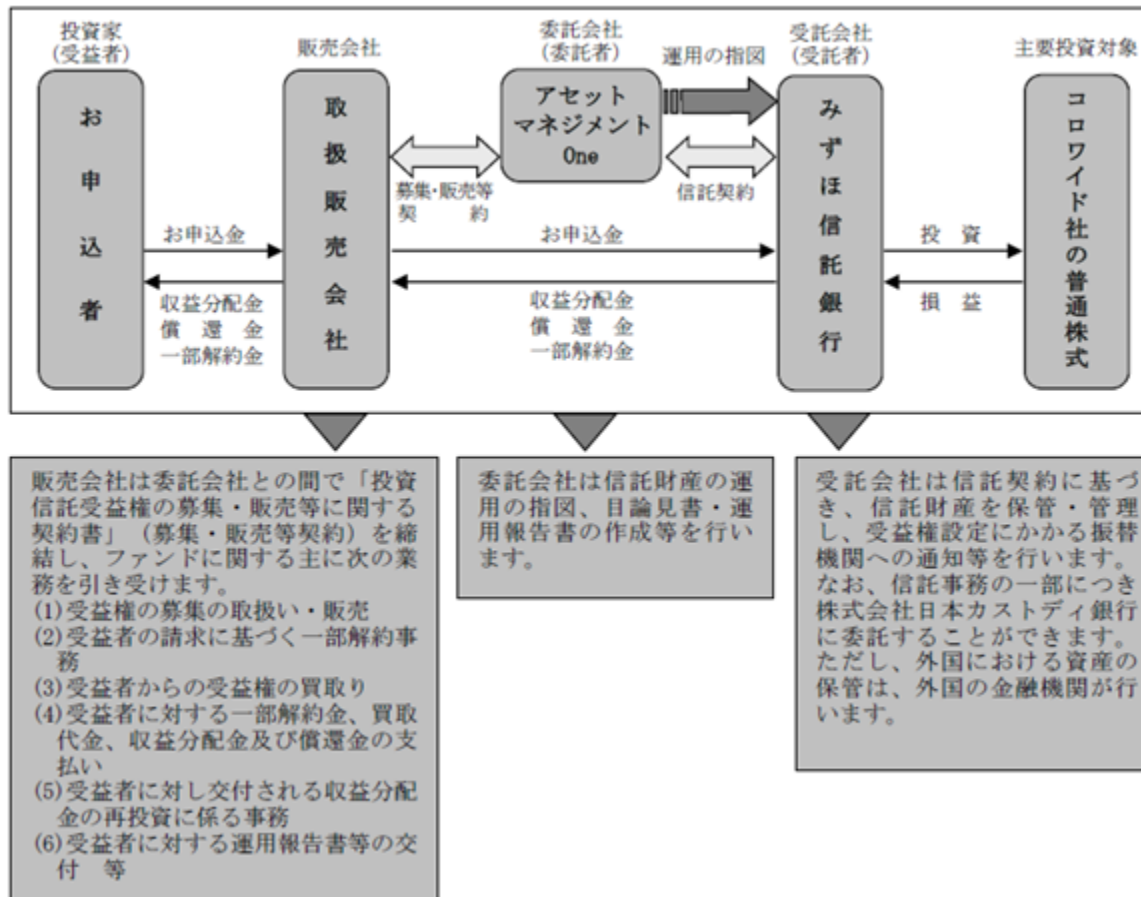 投資家
(受益者)
販売会社
委託会社
(委託者)
運用の指図
受託会社
(受託者)
主要投資対象
お申込者
取扱販売会社
アセット
マネジメント
One
みずほ信託銀行
コロワイド社の普通株式
募集・販売等
契　　約
信託契約
お申込金
お申込金
投　資
収益分配金
償　還　金
一部解約金
収益分配金
償　還　金
一部解約金
損　益
販売会社は委託会社との間で「投資
信託受益権の募集・販売等に関する
契約書」（募集・販売等契約）を締
結し、ファンドに関する主に次の業
務を引き受けます。
(1)受益権の募集の取扱い・販売
(2)受益者の請求に基づく一部解約事
務
(3)受益者からの受益権の買取り
(4)受益者に対する一部解約金、買取
代金、収益分配金及び償還金の支
払い
(5)受益者に対し交付される収益分配
金の再投資に係る事務
(6)受益者に対する運用報告書等の交
付　等
委託会社は信託財産の運
用の指図、目論見書・運
用報告書の作成等を行い
ます。
受託会社は信託契約に基づ
き、信託財産を保管・管理
し、受益権設定にかかる振替
機関への通知等を行います。
なお、信託事務の一部につき
株式会社日本カストディ銀行
に委託することができます。
ただし、外国における資産の
保管は、外国の金融機関が行
います。